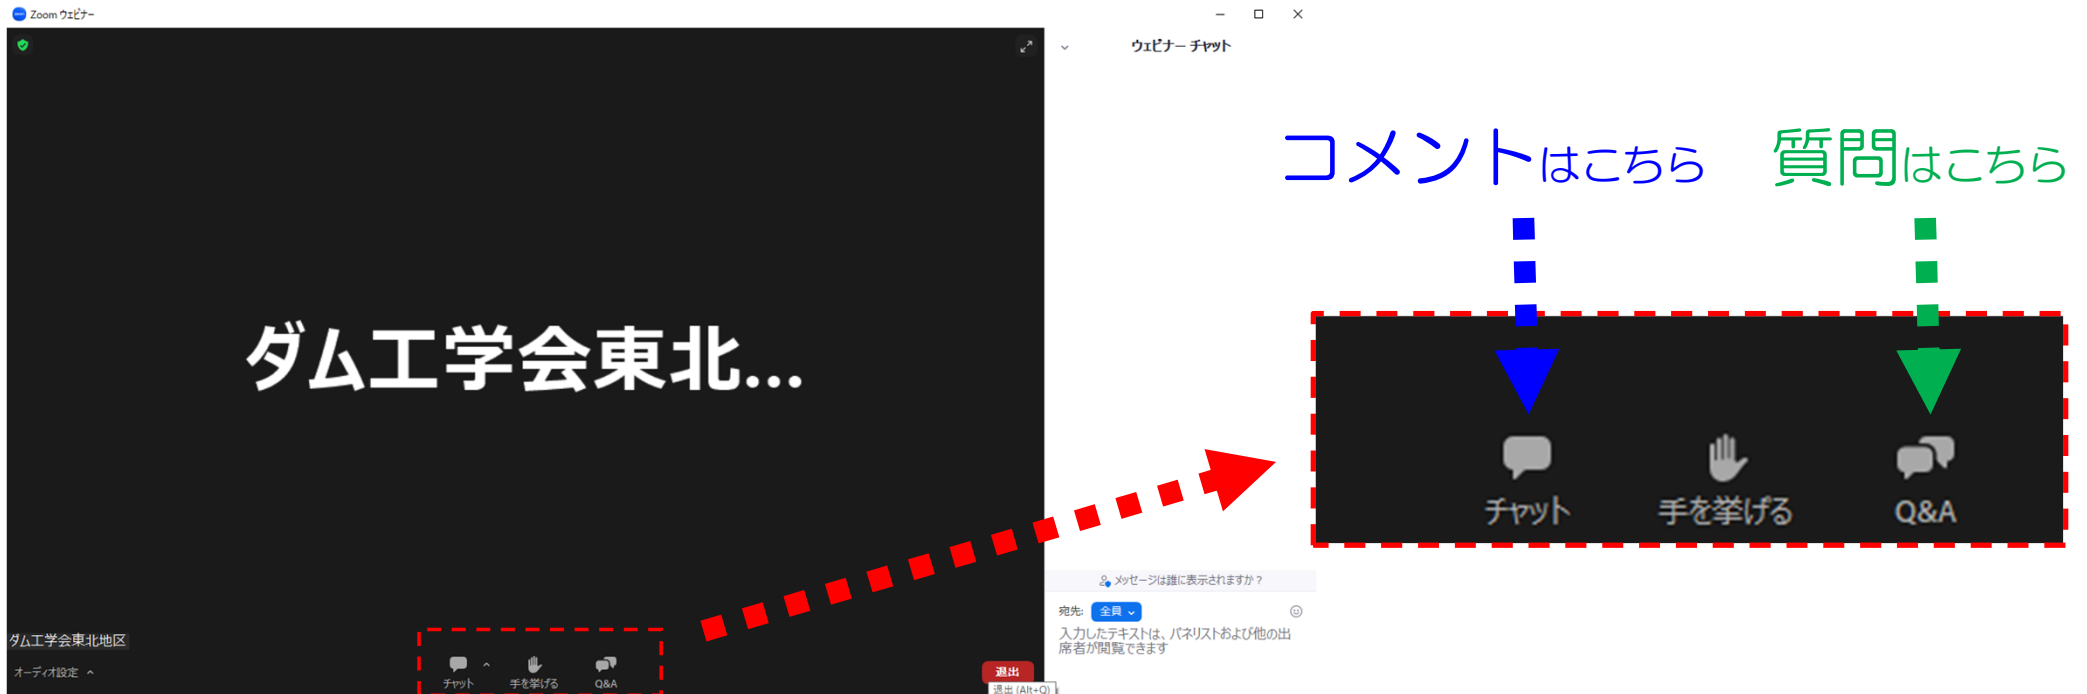 Zoom ウェビナー
ウェビナー チャット
コメントはこちら
質問はこちら
ダム工学会東北...
チャット
手を挙げる
Q&A
メッセージは誰に表示されますか？
宛先: 全員
入力したテキストは、パネリストおよび他の出
席者が閲覧できます
ダム工学会東北地区
オーディオ設定
チャット
手を挙げる
Q&A
退出
退出 (Alt+Q)